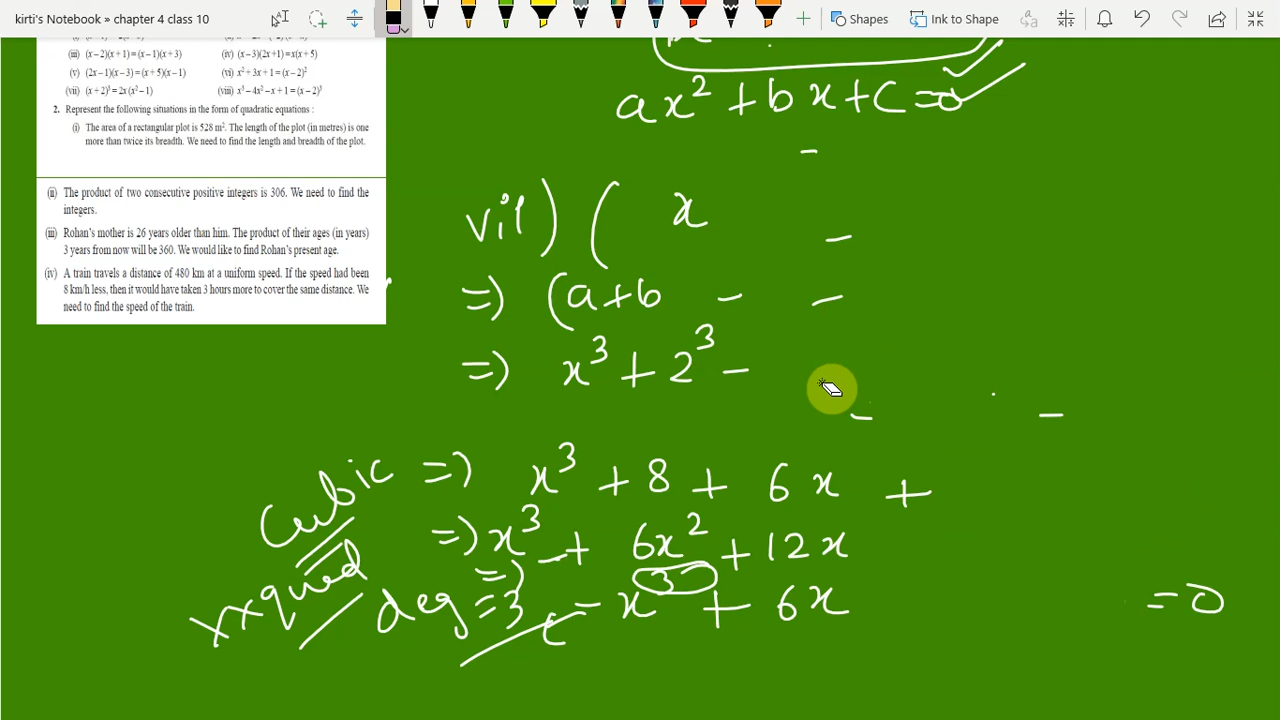 kirti's Notebook » chapter 4 class 10
Shapes
Ink to Shape
(iii) (x−2)(x+1)=(x−1)(x+3) (iv) (x−3)(2x+1)=x(x+5)
(v) (2x−1)(x−3)=(x+5)(x−1) (vi) x²+3x+1=(x−2)²
(vii) (x+2)³=2x(x²−1) (viii) x³−4x²−x+1=(x−2)³
2. Represent the following situations in the form of quadratic equations :
(i) The area of a rectangular plot is 528 m². The length of the plot (in metres) is one
more than twice its breadth. We need to find the length and breadth of the plot.
(ii) The product of two consecutive positive integers is 306. We need to find the
integers.
(iii) Rohan's mother is 26 years older than him. The product of their ages (in years)
3 years from now will be 360. We would like to find Rohan's present age.
(iv) A train travels a distance of 480 km at a uniform speed. If the speed had been
8 km/h less, then it would have taken 3 hours more to cover the same distance. We
need to find the speed of the train.
ax² + bx + c = 0
vii) ( x
=) (a+b - -
=) x³ + 2³ -
cubic =) x³ + 8 + 6x +
=) x³ + 6x² + 12x
xxqued =)
deg = 3 - x³ + 6x = 0